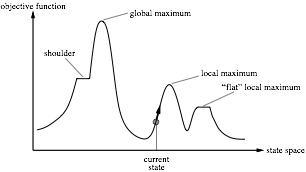 objective function
global maximum
shoulder
local maximum
“flat” local maximum
state space
current
state